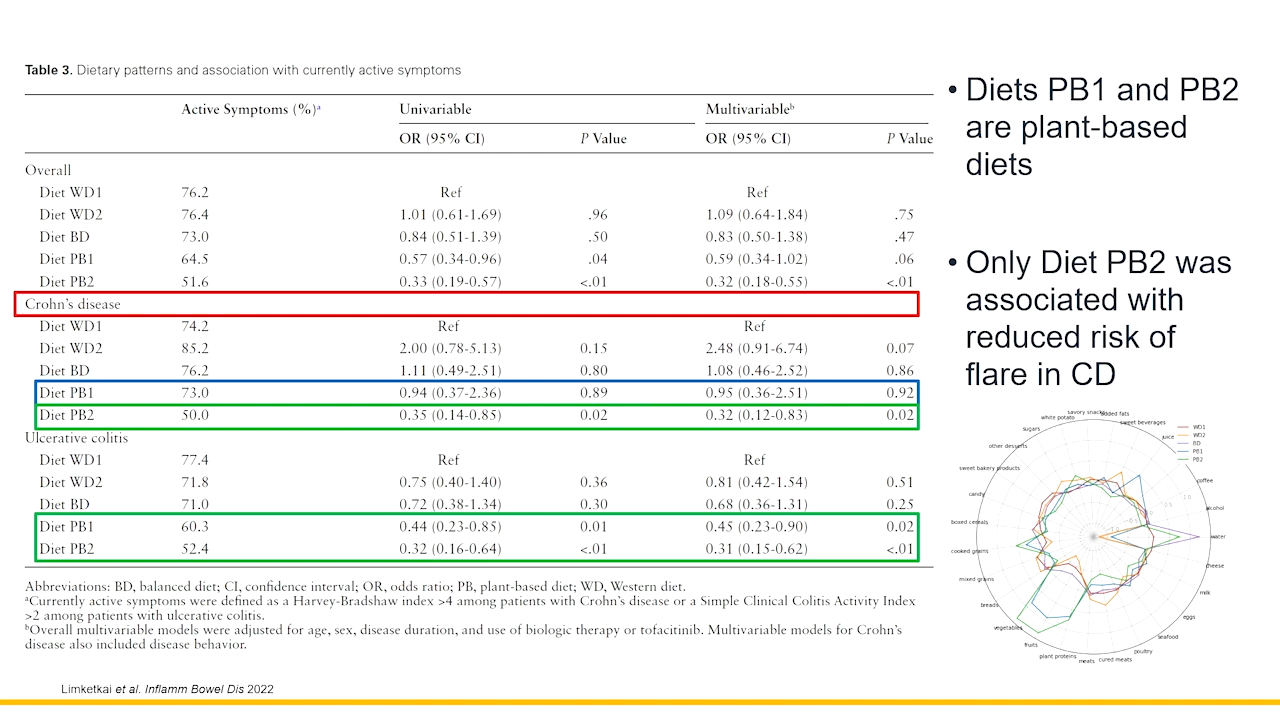 Table 3. Dietary patterns and association with currently active symptoms
Active Symptoms (%)ᵃ Univariable Multivariableᵇ
OR (95% CI) P Value OR (95% CI) P Value
Overall
Diet WD1 76.2 Ref Ref
Diet WD2 76.4 1.01 (0.61-1.69) .96 1.09 (0.64-1.84) .75
Diet BD 73.0 0.84 (0.51-1.39) .50 0.83 (0.50-1.38) .47
Diet PB1 64.5 0.57 (0.34-0.96) .04 0.59 (0.34-1.02) .06
Diet PB2 51.6 0.33 (0.19-0.57) <.01 0.32 (0.18-0.55) <.01
Crohn's disease
Diet WD1 74.2 Ref Ref
Diet WD2 85.2 2.00 (0.78-5.13) 0.15 2.48 (0.91-6.74) 0.07
Diet BD 76.2 1.11 (0.49-2.51) 0.80 1.08 (0.46-2.52) 0.86
Diet PB1 73.0 0.94 (0.37-2.36) 0.89 0.95 (0.36-2.51) 0.92
Diet PB2 50.0 0.35 (0.14-0.85) 0.02 0.32 (0.12-0.83) 0.02
Ulcerative colitis
Diet WD1 77.4 Ref Ref
Diet WD2 71.8 0.75 (0.40-1.40) 0.36 0.81 (0.42-1.54) 0.51
Diet BD 71.0 0.72 (0.38-1.34) 0.30 0.68 (0.36-1.31) 0.25
Diet PB1 60.3 0.44 (0.23-0.85) 0.01 0.45 (0.23-0.90) 0.02
Diet PB2 52.4 0.32 (0.16-0.64) <.01 0.31 (0.15-0.62) <.01
Abbreviations: BD, balanced diet; CI, confidence interval; OR, odds ratio; PB, plant-based diet; WD, Western diet.
ᵃCurrently active symptoms were defined as a Harvey-Bradshaw index >4 among patients with Crohn's disease or a Simple Clinical Colitis Activity Index
>2 among patients with ulcerative colitis.
ᵇOverall multivariable models were adjusted for age, sex, disease duration, and use of biologic therapy or tofacitinib. Multivariable models for Crohn's
disease also included disease behavior.
Limketkai et al. Inflamm Bowel Dis 2022
• Diets PB1 and PB2
are plant-based
diets
• Only Diet PB2 was
associated with
reduced risk of
flare in CD
savory snacks
added fats
sweet beverages
juice
coffee
alcohol
water
cheese
milk
eggs
seafood
poultry
cured meats
meats
plant proteins
fruits
vegetables
breads
mixed grains
cooked grains
boxed cereals
candy
sweet bakery products
other desserts
sugars
white potato
WD1
WD2
BD
PB1
PB2